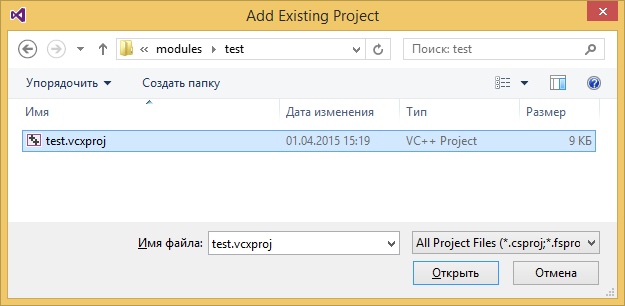 Add Existing Project
« modules test
Поиск: test
Упорядочить Создать папку
Имя Дата изменения Тип Размер
test.vcxproj 01.04.2015 15:19 VC++ Project 9 КБ
Имя файла: test.vcxproj All Project Files (*.csproj;*.fspro
Открыть Отмена